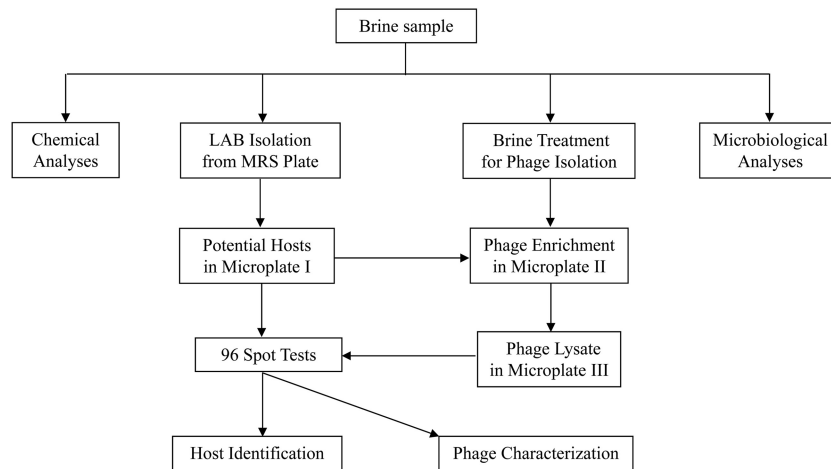 Brine sample
Chemical
Analyses
LAB Isolation
from MRS Plate
Brine Treatment
for Phage Isolation
Microbiological
Analyses
Potential Hosts
in Microplate I
Phage Enrichment
in Microplate II
96 Spot Tests
Phage Lysate
in Microplate III
Host Identification
Phage Characterization